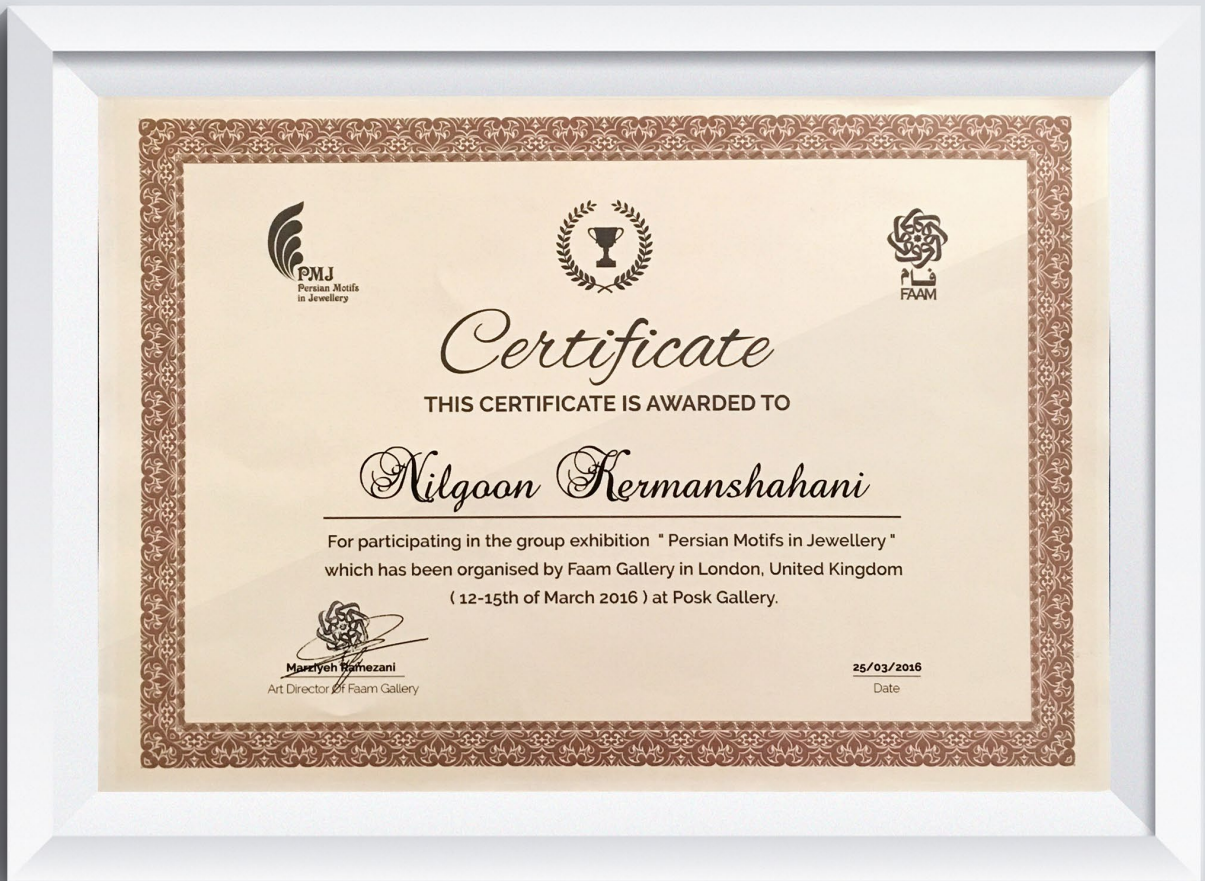 PMJ
Persian Motifs
in Jewellery
فام
FAAM
Certificate
THIS CERTIFICATE IS AWARDED TO
Nilgoon Kermanshahani
For participating in the group exhibition " Persian Motifs in Jewellery "
which has been organised by Faam Gallery in London, United Kingdom
( 12-15th of March 2016 ) at Posk Gallery.
Marziyeh Ramezani
Art Director Of Faam Gallery
25/03/2016
Date